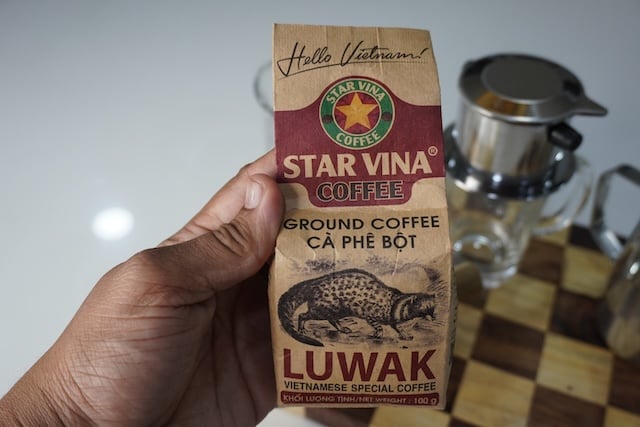 Hello Vietnam!
STAR VINA
COFFEE
STAR VINA®
COFFEE
GROUND COFFEE
CÀ PHÊ BỘT
LUWAK
VIETNAMESE SPECIAL COFFEE
KHỐI LƯỢNG TỊNH/NET WEIGHT : 100 g